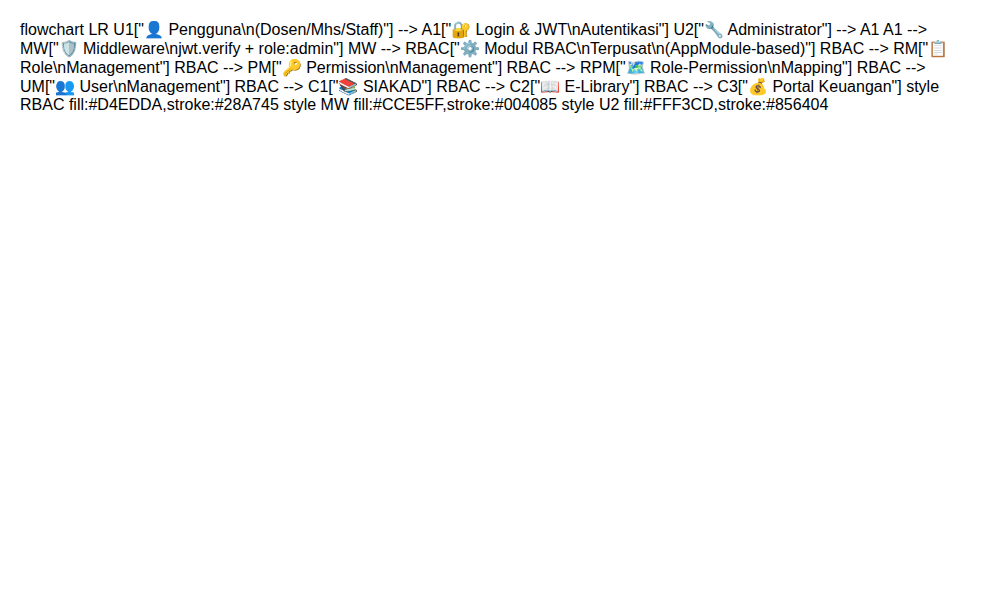 flowchart LR U1["👤 Pengguna\n(Dosen/Mhs/Staff)"] --> A1["🔐 Login & JWT\nAutentikasi"] U2["🔧 Administrator"] --> A1 A1 -->
MW["🛡️ Middleware\njwt.verify + role:admin"] MW --> RBAC["⚙️ Modul RBAC\nTerpusat\n(AppModule-based)"] RBAC --> RM["📋
Role\nManagement"] RBAC --> PM["🔑 Permission\nManagement"] RBAC --> RPM["🗺️ Role-Permission\nMapping"] RBAC -->
UM["👥 User\nManagement"] RBAC --> C1["📚 SIAKAD"] RBAC --> C2["📖 E-Library"] RBAC --> C3["💰 Portal Keuangan"] style
RBAC fill:#D4EDDA,stroke:#28A745 style MW fill:#CCE5FF,stroke:#004085 style U2 fill:#FFF3CD,stroke:#856404